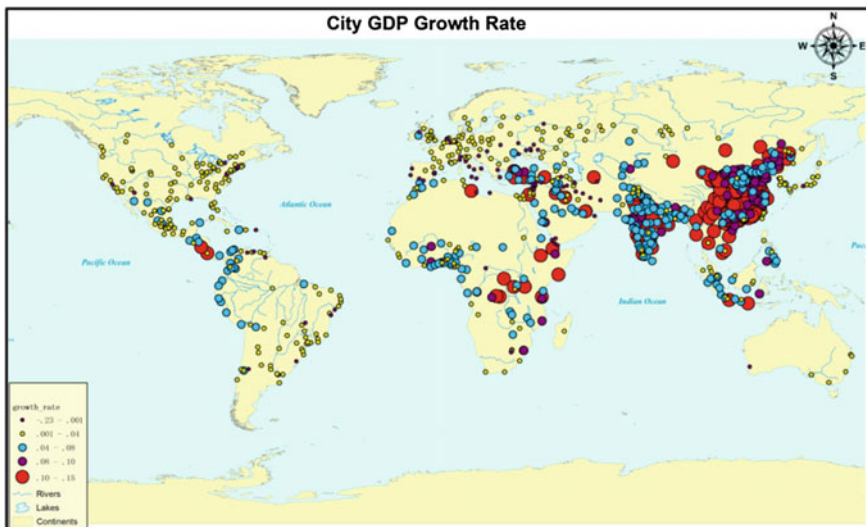 City GDP Growth Rate
N
W E
S
Atlantic Ocean
Pacific Ocean
Pac
Indian Ocean
growth_rate
-.23 - .001
.001 - .04
.04 - .08
.08 - .10
.10 - .15
Rivers
Lakes
Continents